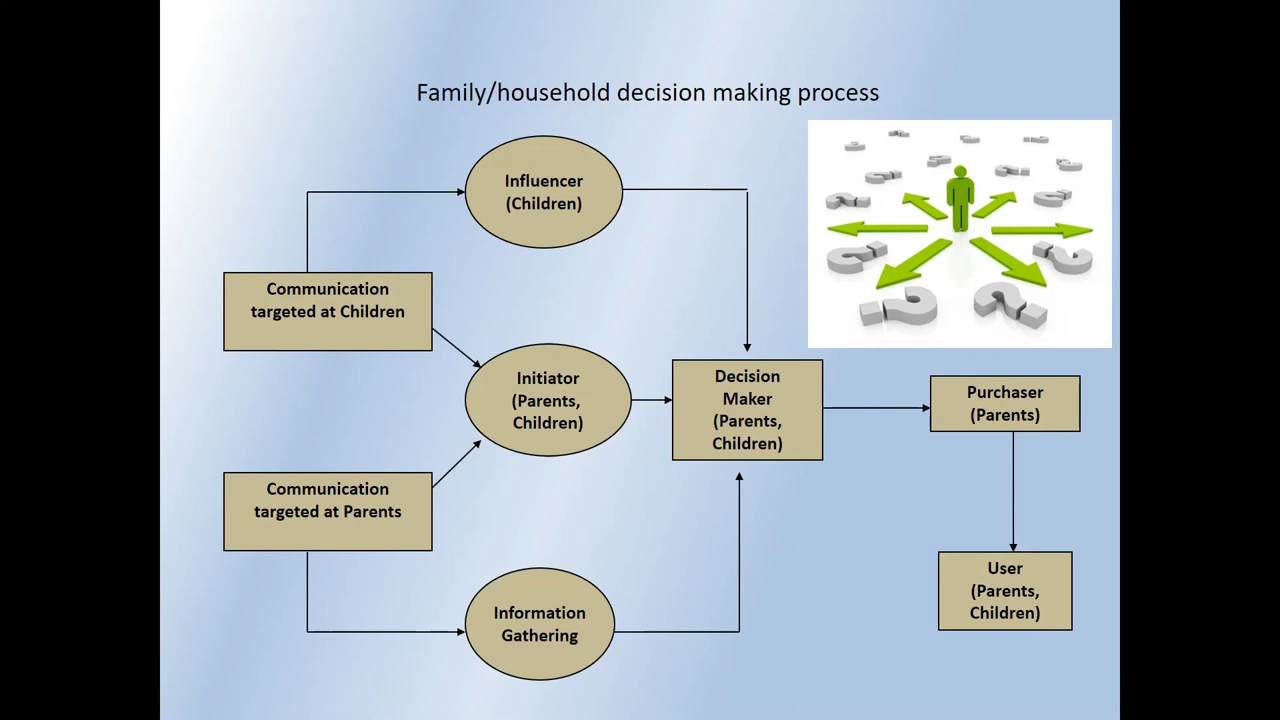 Family/household decision making process
Influencer
(Children)
Communication
targeted at Children
Initiator
(Parents,
Children)
Decision
Maker
(Parents,
Children)
Purchaser
(Parents)
Communication
targeted at Parents
Information
Gathering
User
(Parents,
Children)